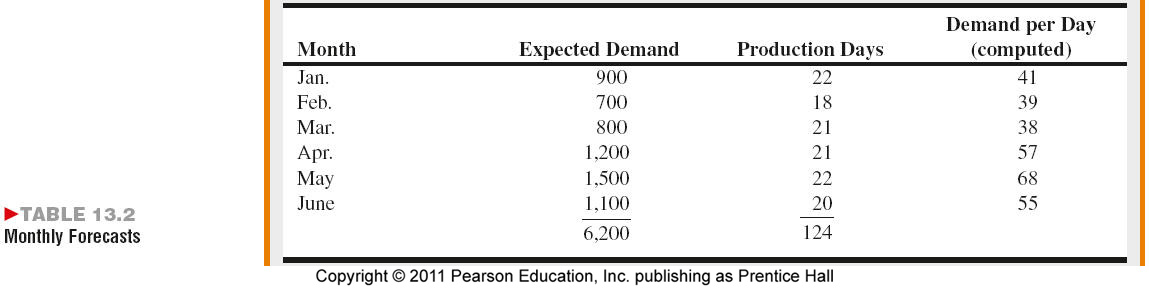 Demand per Day
Month Expected Demand Production Days (computed)
Jan. 900 22 41
Feb. 700 18 39
Mar. 800 21 38
Apr. 1,200 21 57
May 1,500 22 68
June 1,100 20 55
6,200 124
►TABLE 13.2
Monthly Forecasts
Copyright © 2011 Pearson Education, Inc. publishing as Prentice Hall